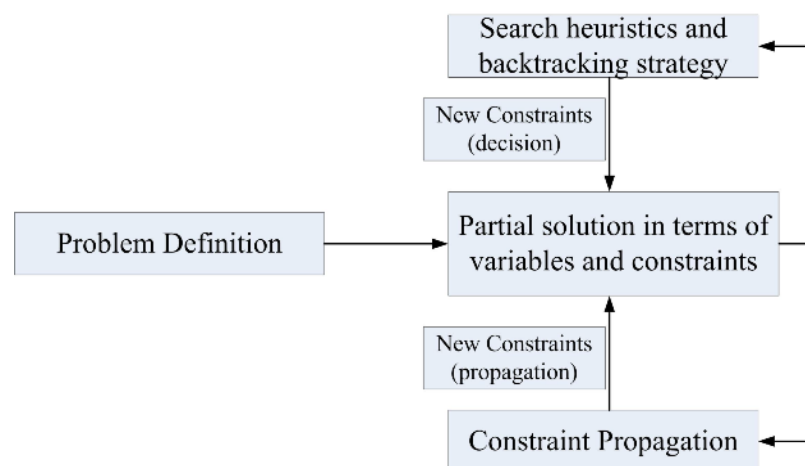 Search heuristics and
backtracking strategy
New Constraints
(decision)
Problem Definition
Partial solution in terms of
variables and constraints
New Constraints
(propagation)
Constraint Propagation